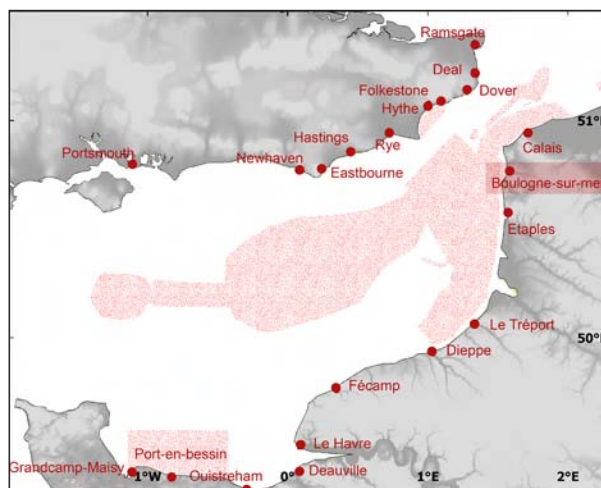 Ramsgate
Deal
Folkestone
Dover
Hythe
51°N
Hastings
Rye
Calais
Portsmouth
Newhaven
Eastbourne
Boulogne-sur-me
Etaples
Le Tréport
50°N
Dieppe
Fécamp
Port-en-bessin
Le Havre
Grandcamp-Maisy
1°W
Ouistreham
0°
Deauville
1°E
2°E